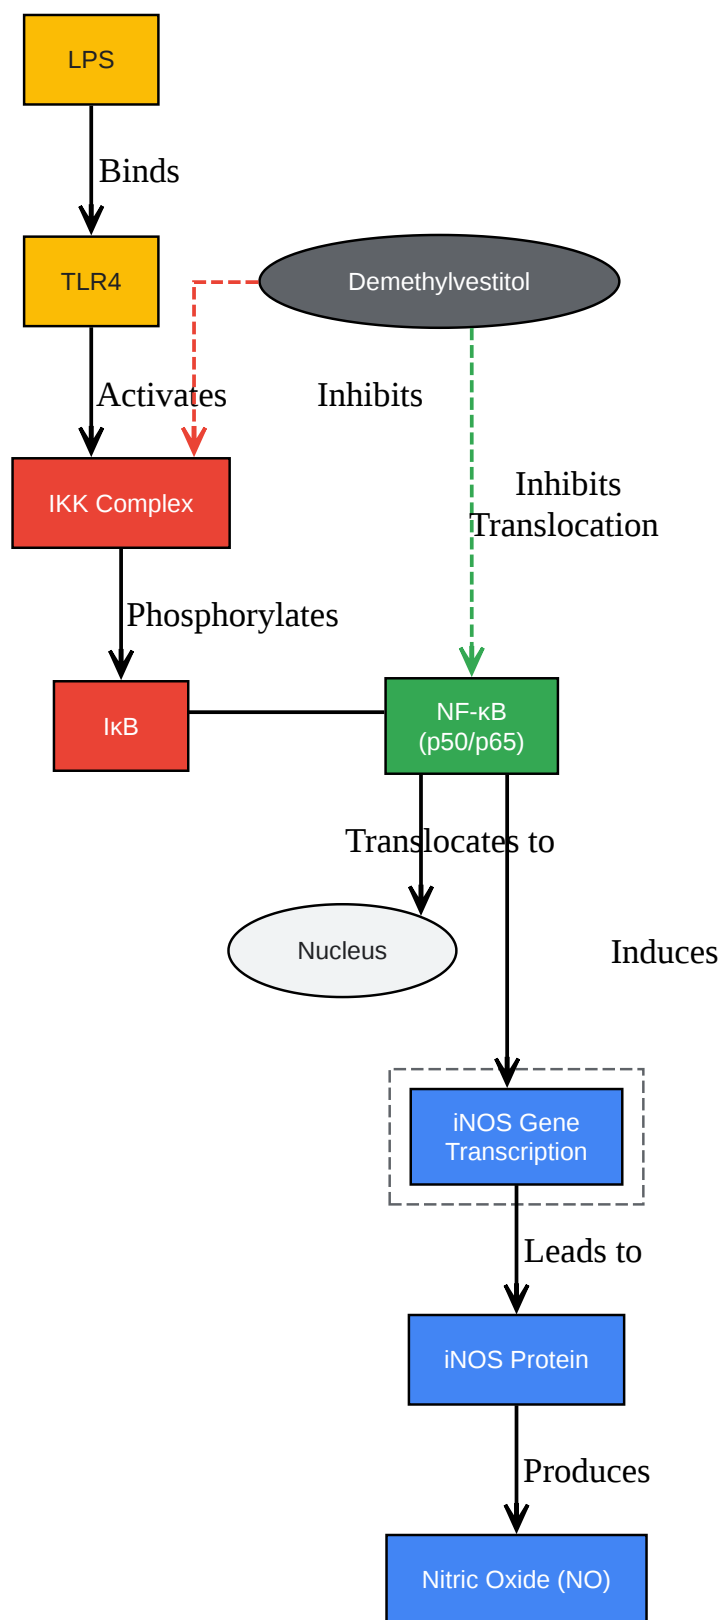 LPS
Binds
TLR4
Demethylvestitol
Activates
Inhibits
IKK Complex
Inhibits
Translocation
Phosphorylates
IκB
NF-κB
(p50/p65)
Translocates to
Nucleus
Induces
iNOS Gene
Transcription
Leads to
iNOS Protein
Produces
Nitric Oxide (NO)